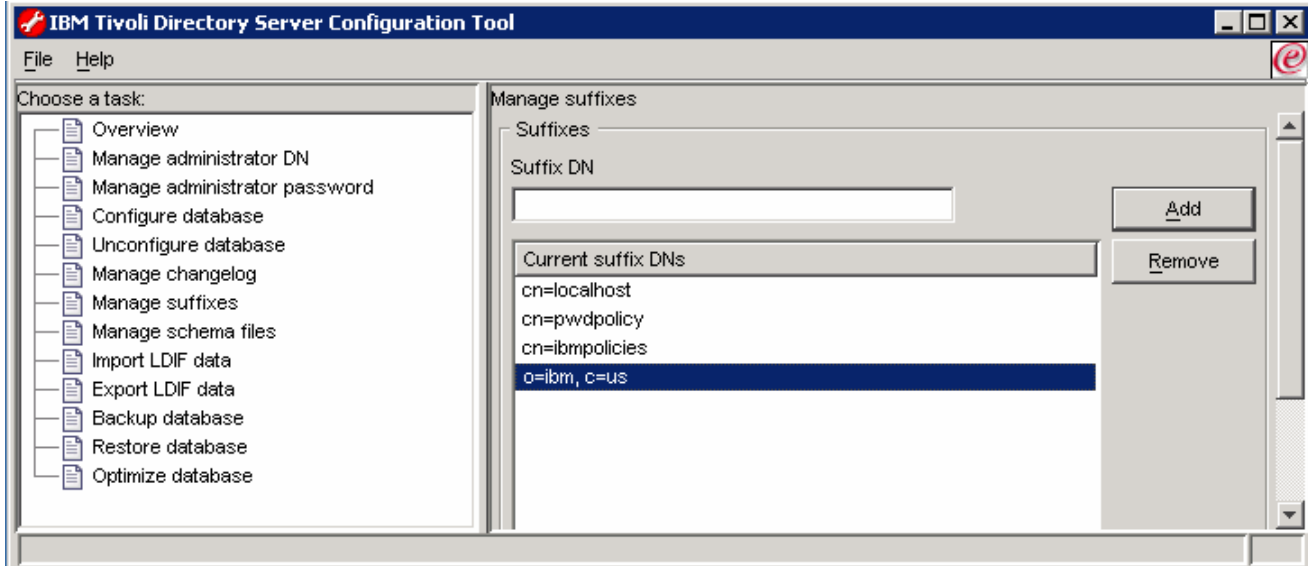 IBM Tivoli Directory Server Configuration Tool
File Help
Choose a task:
Overview
Manage administrator DN
Manage administrator password
Configure database
Unconfigure database
Manage changelog
Manage suffixes
Manage schema files
Import LDIF data
Export LDIF data
Backup database
Restore database
Optimize database
Manage suffixes
Suffixes
Suffix DN
Add
Current suffix DNs
Remove
cn=localhost
cn=pwdpolicy
cn=ibmpolicies
o=ibm, c=us